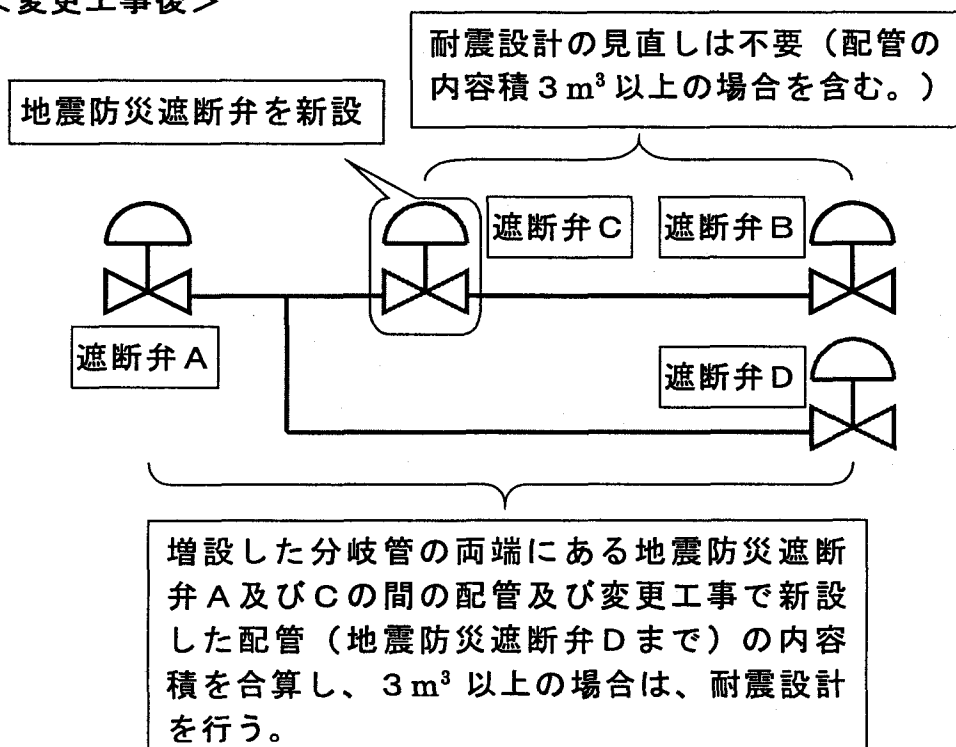 ＜変更工事後＞
耐震設計の見直しは不要（配管の
内容積３ｍ³以上の場合を含む。）
地震防災遮断弁を新設
遮断弁Ｃ
遮断弁Ｂ
遮断弁Ａ
遮断弁Ｄ
増設した分岐管の両端にある地震防災遮断
弁Ａ及びＣの間の配管及び変更工事で新設
した配管（地震防災遮断弁Ｄまで）の内容
積を合算し、３ｍ³以上の場合は、耐震設計
を行う。